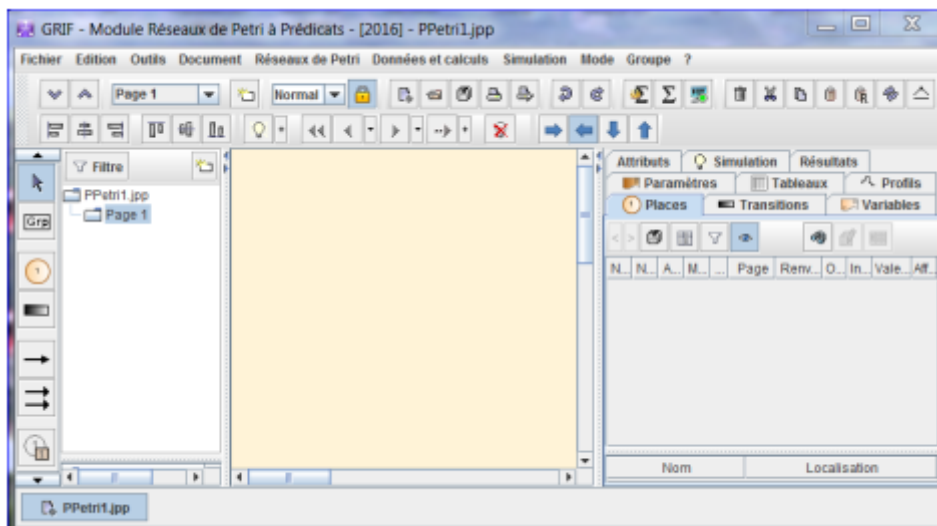 GRIF - Module Réseaux de Petri à Prédicats - [2016] - PPetri1.jpp
Fichier Edition Outils Document Réseaux de Petri Données et calculs Simulation Mode Groupe ?
Page 1 Normal
Filtre
PPetri1.jpp
Page 1
Grp
1
Attributs Simulation Résultats
Paramètres Tableaux Profils
Places Transitions Variables
N... N... A... M... ... Page Renv... O... In... Vale... Aff...
Nom Localisation
PPetri1.jpp